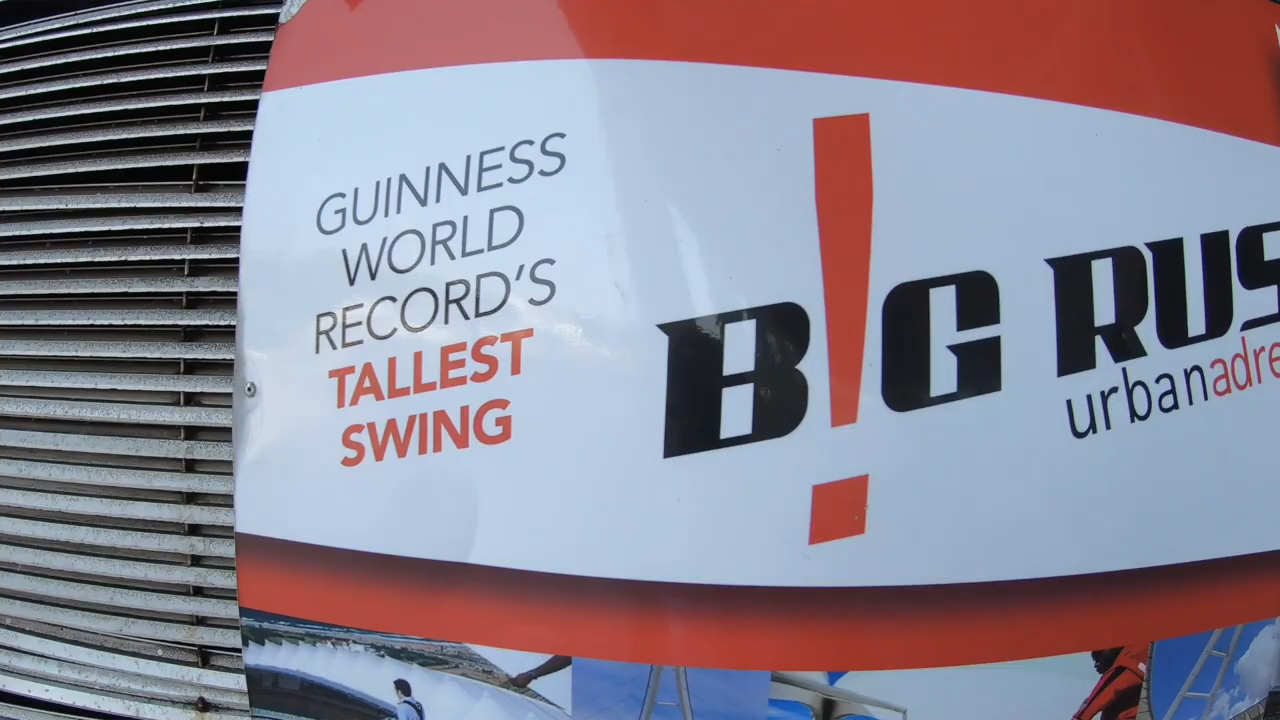 GUINNESS
WORLD
RECORD'S
TALLEST
SWING
B!G RUS
urbanadre